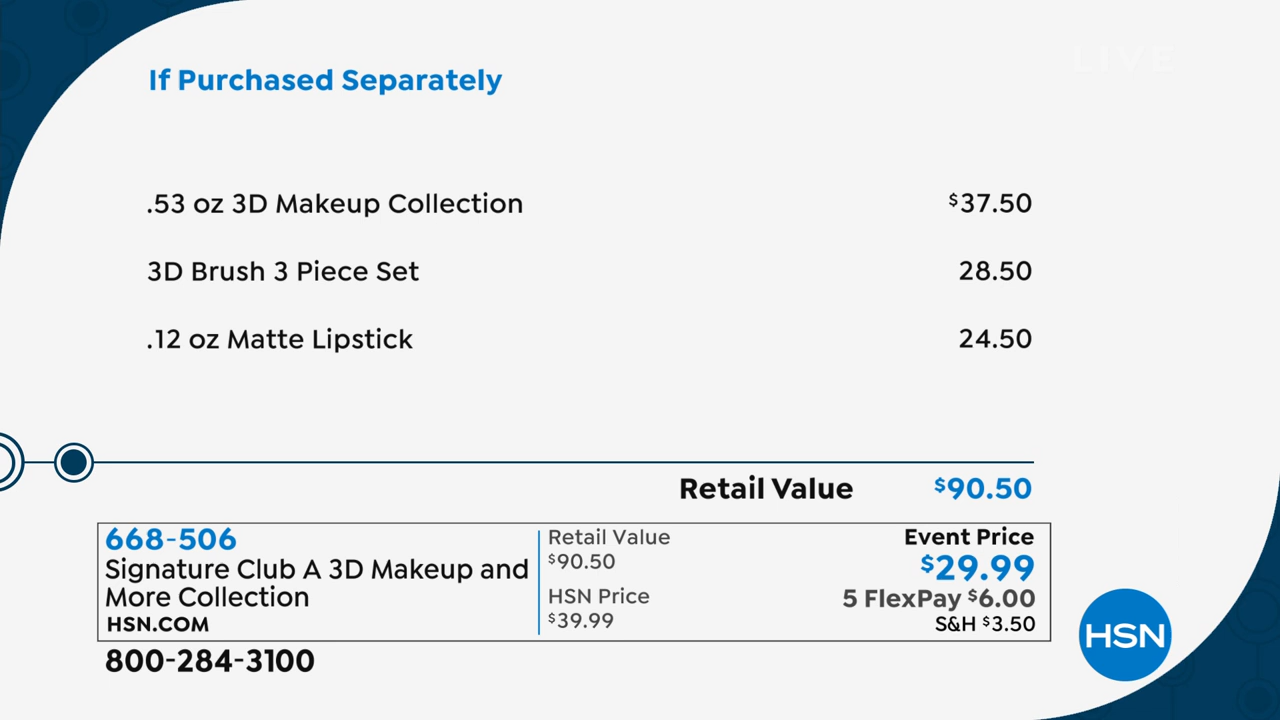 LIVE
If Purchased Separately
.53 oz 3D Makeup Collection $37.50
3D Brush 3 Piece Set 28.50
.12 oz Matte Lipstick 24.50
Retail Value $90.50
668-506
Signature Club A 3D Makeup and
More Collection
HSN.COM
Retail Value
$90.50
HSN Price
$39.99
Event Price
$29.99
5 FlexPay $6.00
S&H $3.50
800-284-3100
HSN